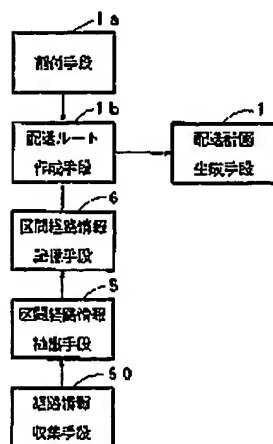 1a
割付手段
1b
配送ルート
作成手段
1
配送計画
生成手段
6
区間経路情報
記憶手段
5
区間経路情報
抽出手段
50
経路情報
収集手段